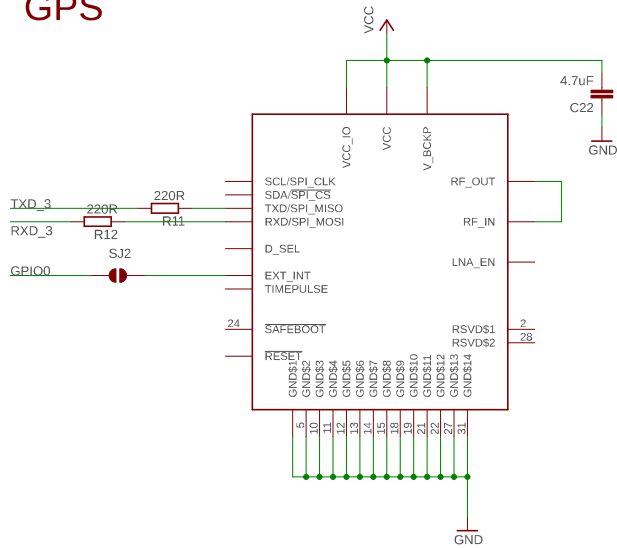 GPS
VCC
4.7uF
C22
GND
VCC_IO
VCC
V_BCKP
SCL/SPI_CLK
SDA/SPI_CS
TXD/SPI_MISO
RXD/SPI_MOSI
D_SEL
EXT_INT
TIMEPULSE
SAFEBOOT
RESET
RF_OUT
RF_IN
LNA_EN
RSVD$1
RSVD$2
2
28
24
TXD_3
220R
R11
220R
RXD_3
R12
SJ2
GPIO0
GND$1
GND$2
GND$3
GND$4
GND$5
GND$6
GND$7
GND$8
GND$9
GND$10
GND$11
GND$12
GND$13
GND$14
5
10
11
12
13
14
15
18
19
21
22
27
31
GND